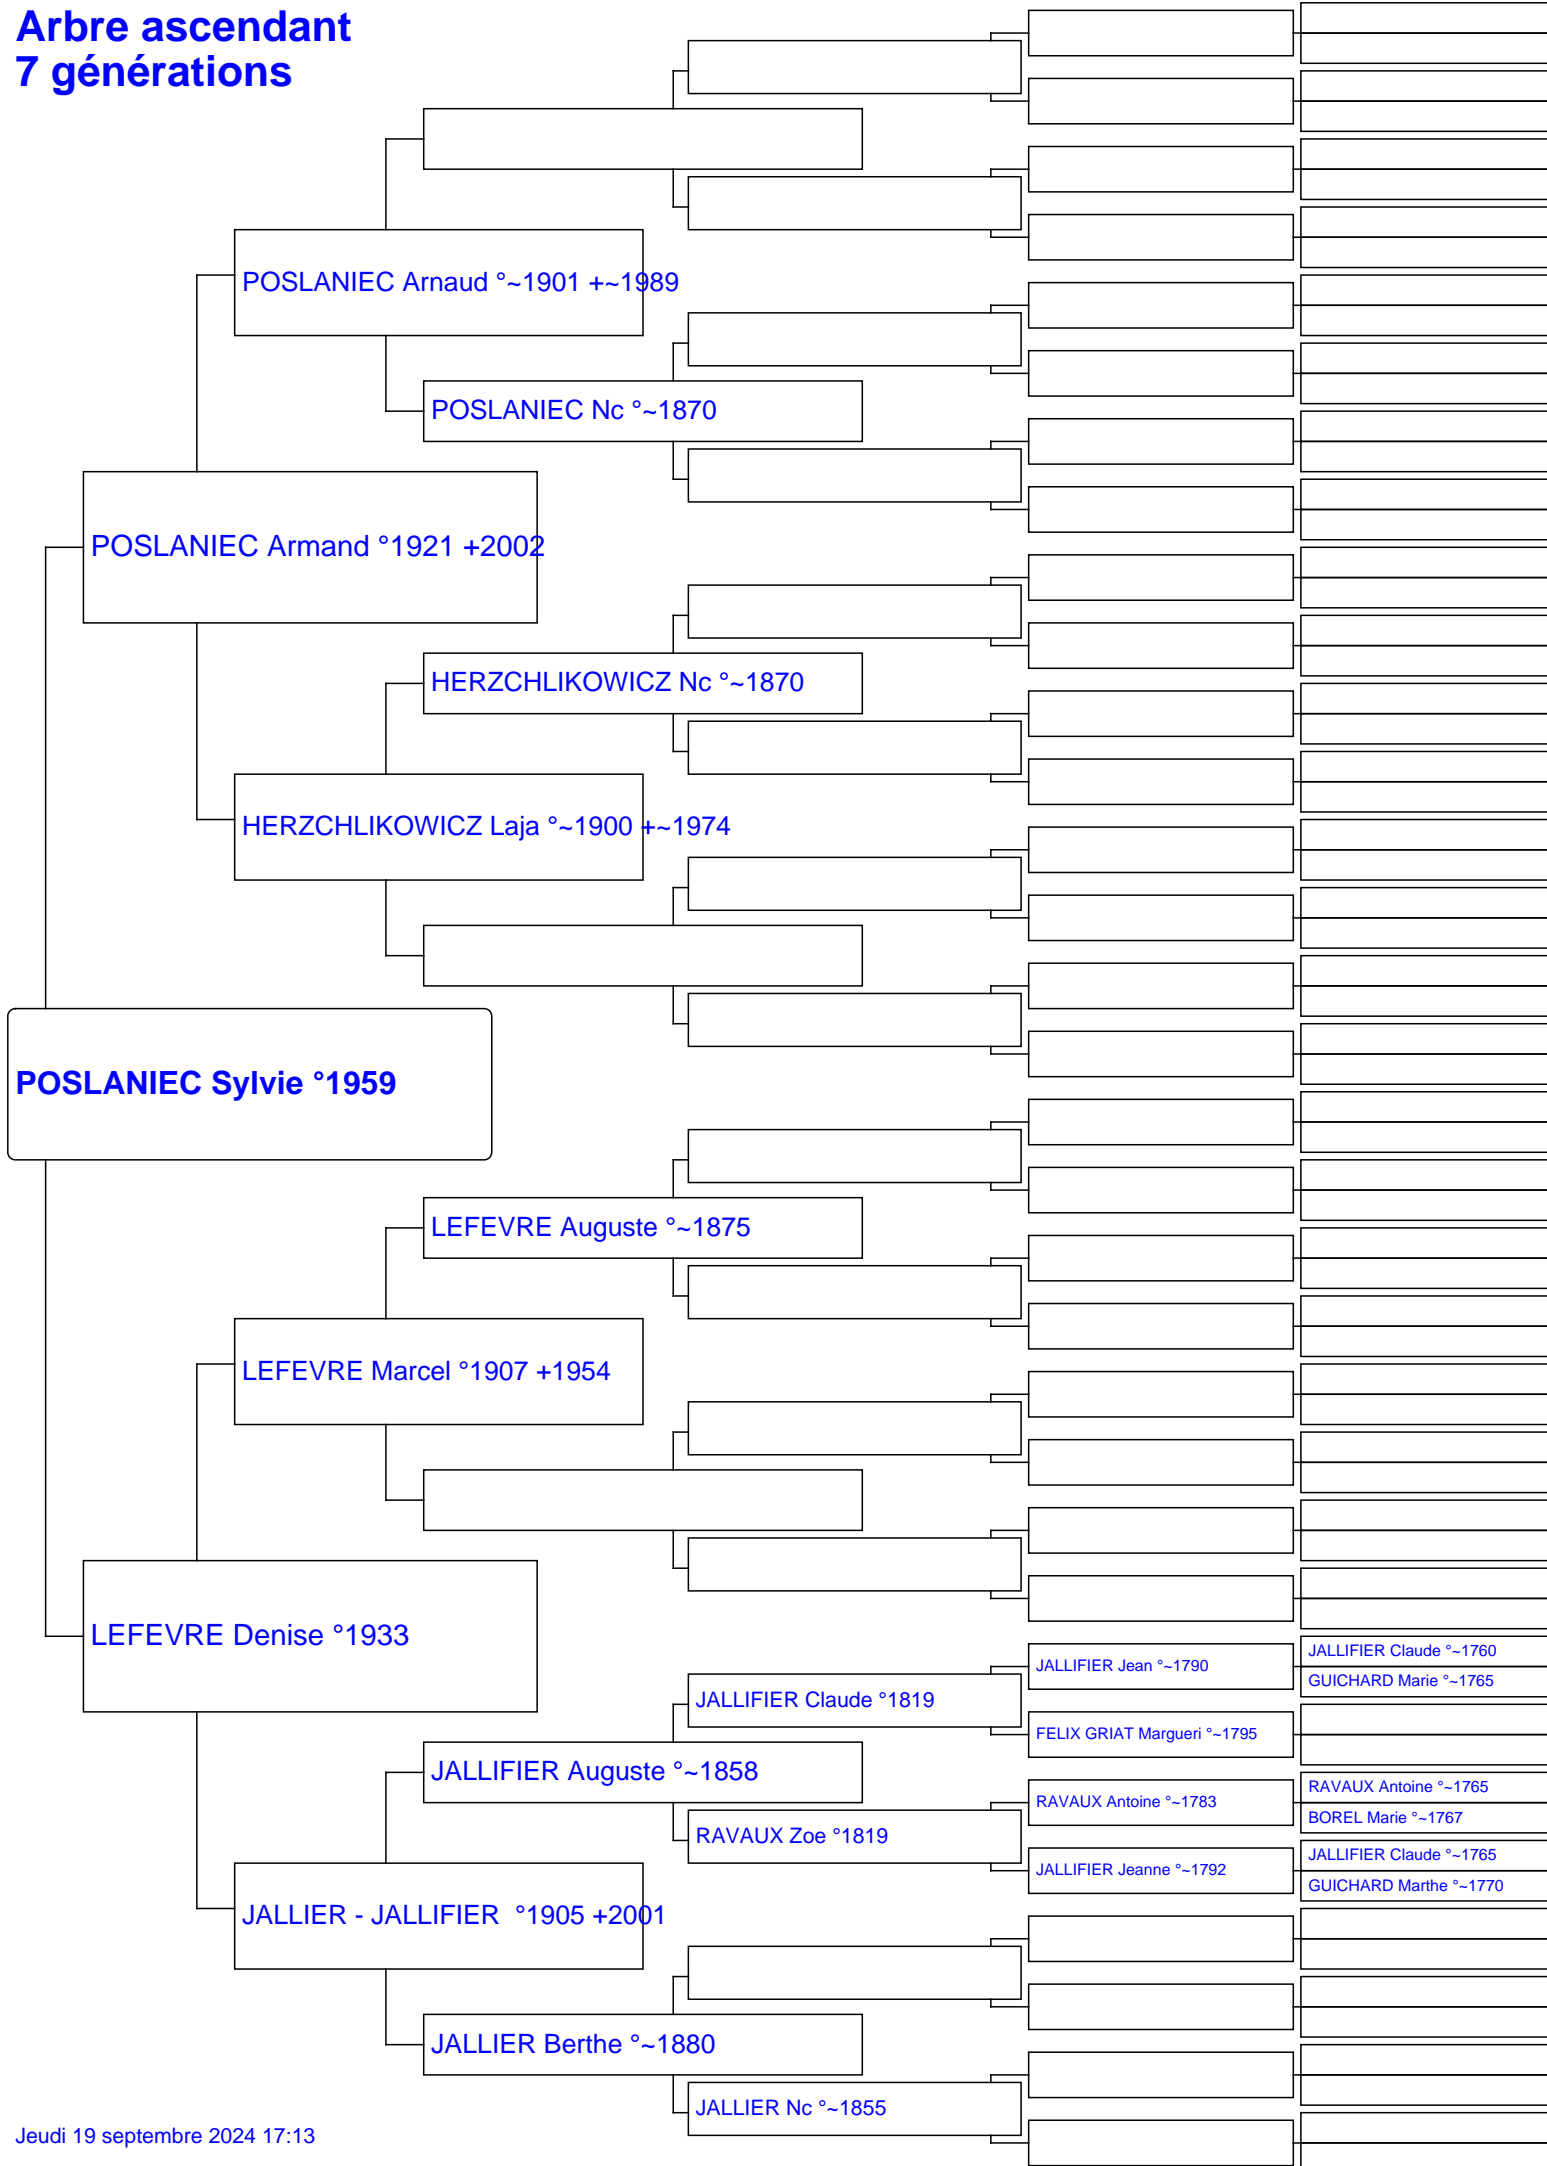 Arbre ascendant
7 générations
POSLANIEC Arnaud °~1901 +~1989
POSLANIEC Nc °~1870
POSLANIEC Armand °1921 +2002
HERZCHLIKOWICZ Nc °~1870
HERZCHLIKOWICZ Laja °~1900 +~1974
POSLANIEC Sylvie °1959
LEFEVRE Auguste °~1875
LEFEVRE Marcel °1907 +1954
LEFEVRE Denise °1933
JALLIFIER Claude °~1760
JALLIFIER Jean °~1790
GUICHARD Marie °~1765
JALLIFIER Claude °1819
FELIX GRIAT Margueri °~1795
JALLIFIER Auguste °~1858
RAVAUX Antoine °~1765
RAVAUX Antoine °~1783
BOREL Marie °~1767
RAVAUX Zoe °1819
JALLIFIER Claude °~1765
JALLIFIER Jeanne °~1792
GUICHARD Marthe °~1770
JALLIER - JALLIFIER  °1905 +2001
JALLIER Berthe °~1880
JALLIER Nc °~1855
Jeudi 19 septembre 2024 17:13